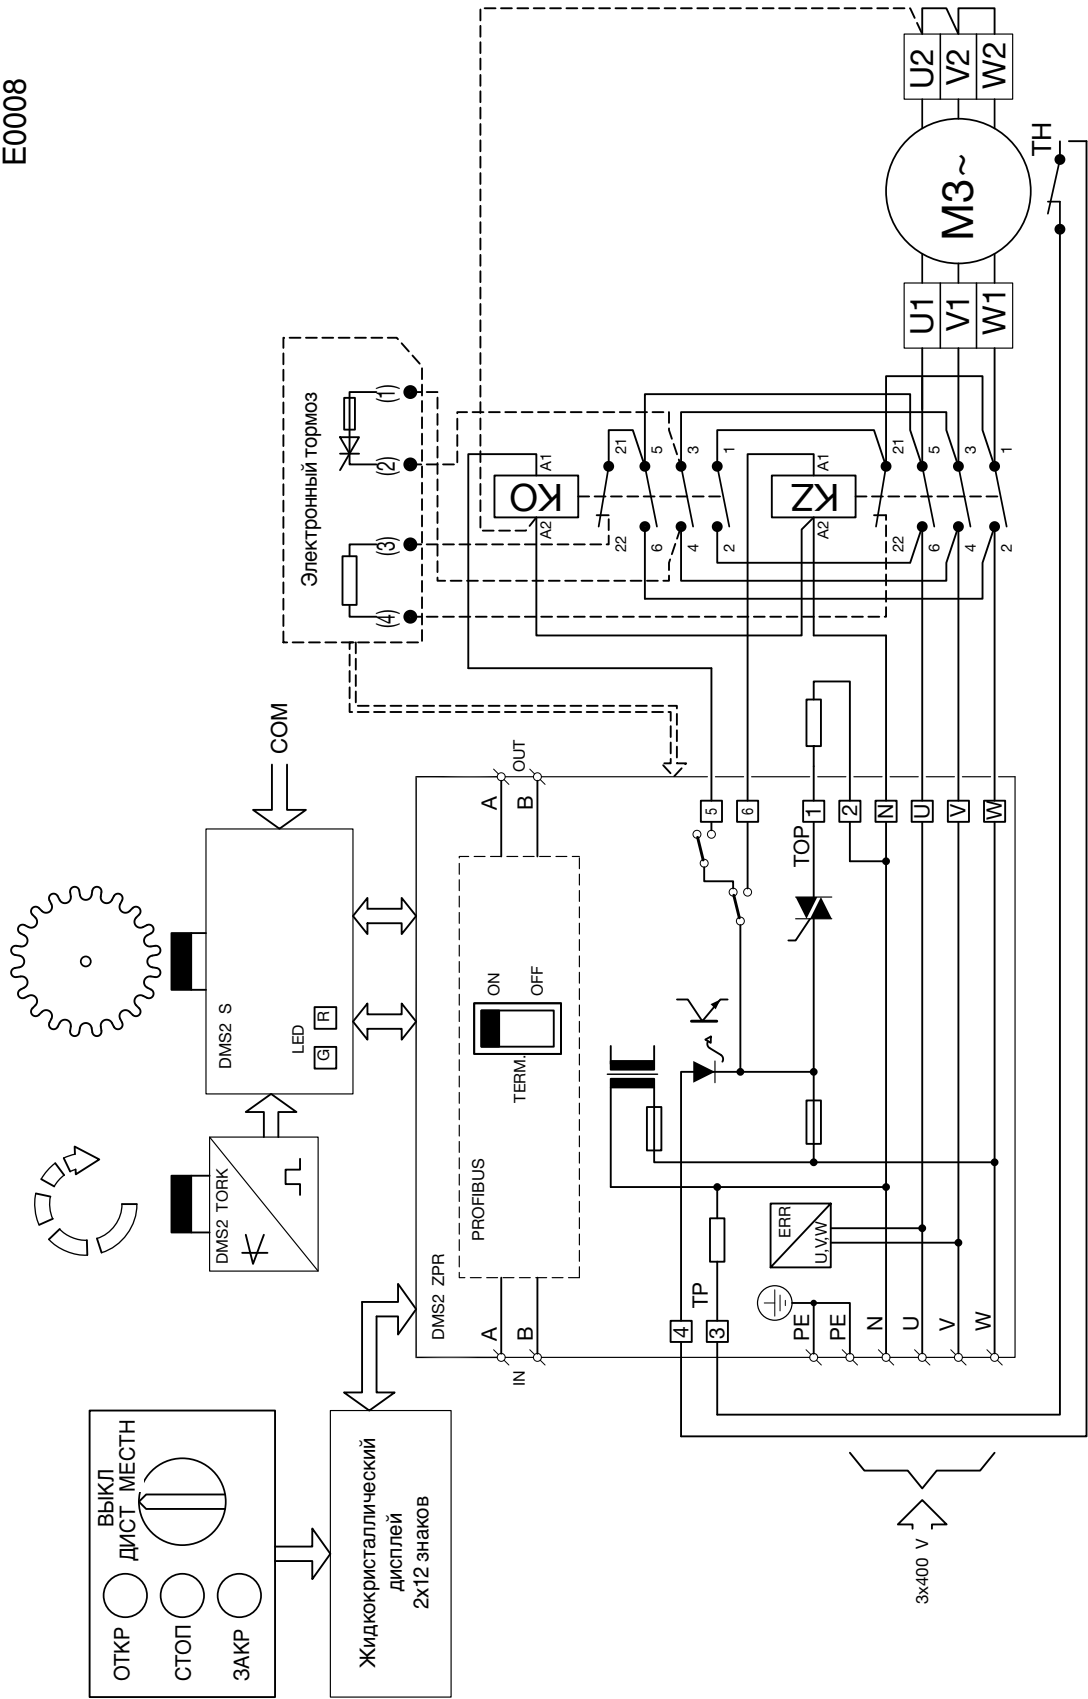 E0008
ОТКР
СТОП
ЗАКР
ВЫКЛ
ДИСТ МЕСТН
Жидкокристаллический
дисплей
2x12 знаков
DMS2 TORK
DMS2 S
LED
G
R
COM
DMS2 ZPR
PROFIBUS
TERM.
ON
OFF
IN
A
B
A
B
OUT
Электронный тормоз
(4)
(3)
(2)
(1)
4
3
TP
ERR
U,V,W
PE
PE
N
U
V
W
TOP
5
6
1
2
N
U
V
W
KO
A2
A1
22
21
6
5
4
3
2
1
KZ
A2
A1
22
21
6
5
4
3
2
1
U1
V1
W1
M3~
U2
V2
W2
TH
3x400 V